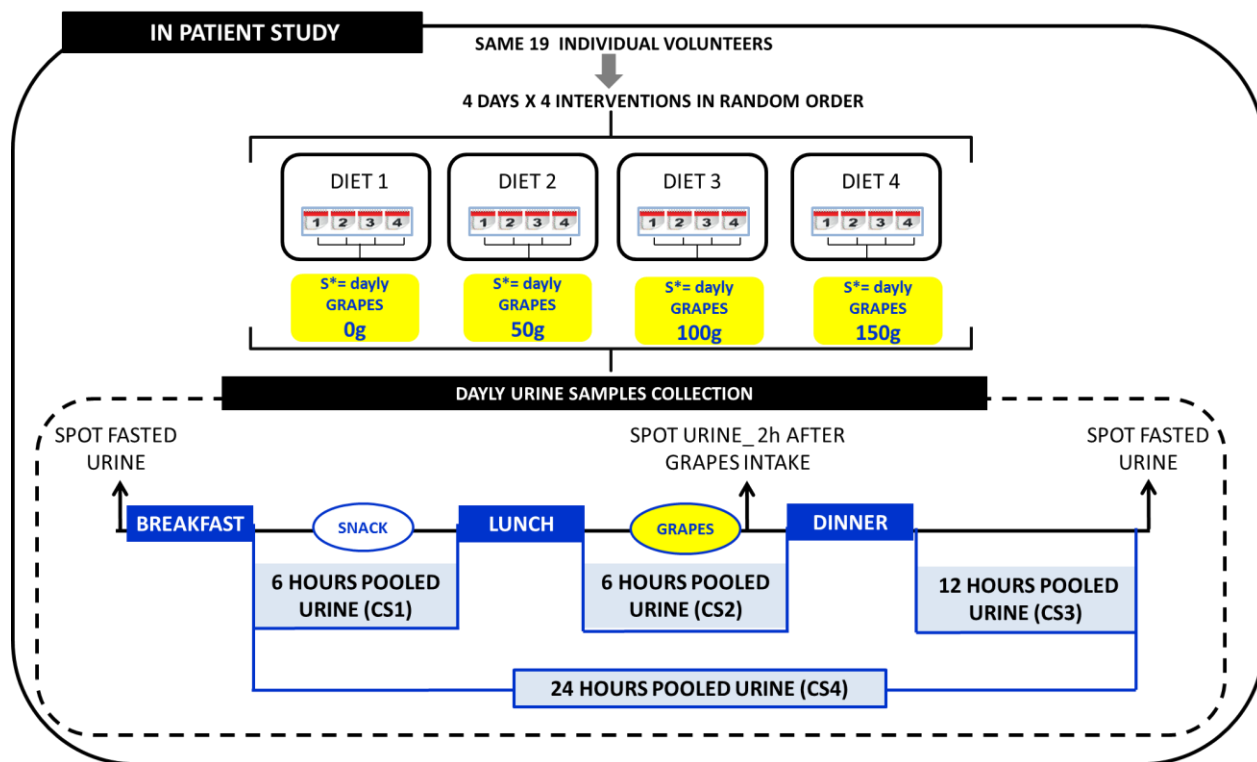 IN PATIENT STUDY
SAME 19 INDIVIDUAL VOLUNTEERS
4 DAYS X 4 INTERVENTIONS IN RANDOM ORDER
DIET 1
1 2 3 4
S*= dayly
GRAPES
0g
DIET 2
1 2 3 4
S*= dayly
GRAPES
50g
DIET 3
1 2 3 4
S*= dayly
GRAPES
100g
DIET 4
1 2 3 4
S*= dayly
GRAPES
150g
DAYLY URINE SAMPLES COLLECTION
SPOT FASTED
URINE
SPOT URINE_ 2h AFTER
GRAPES INTAKE
SPOT FASTED
URINE
BREAKFAST
SNACK
LUNCH
GRAPES
DINNER
6 HOURS POOLED
URINE (CS1)
6 HOURS POOLED
URINE (CS2)
12 HOURS POOLED
URINE (CS3)
24 HOURS POOLED URINE (CS4)